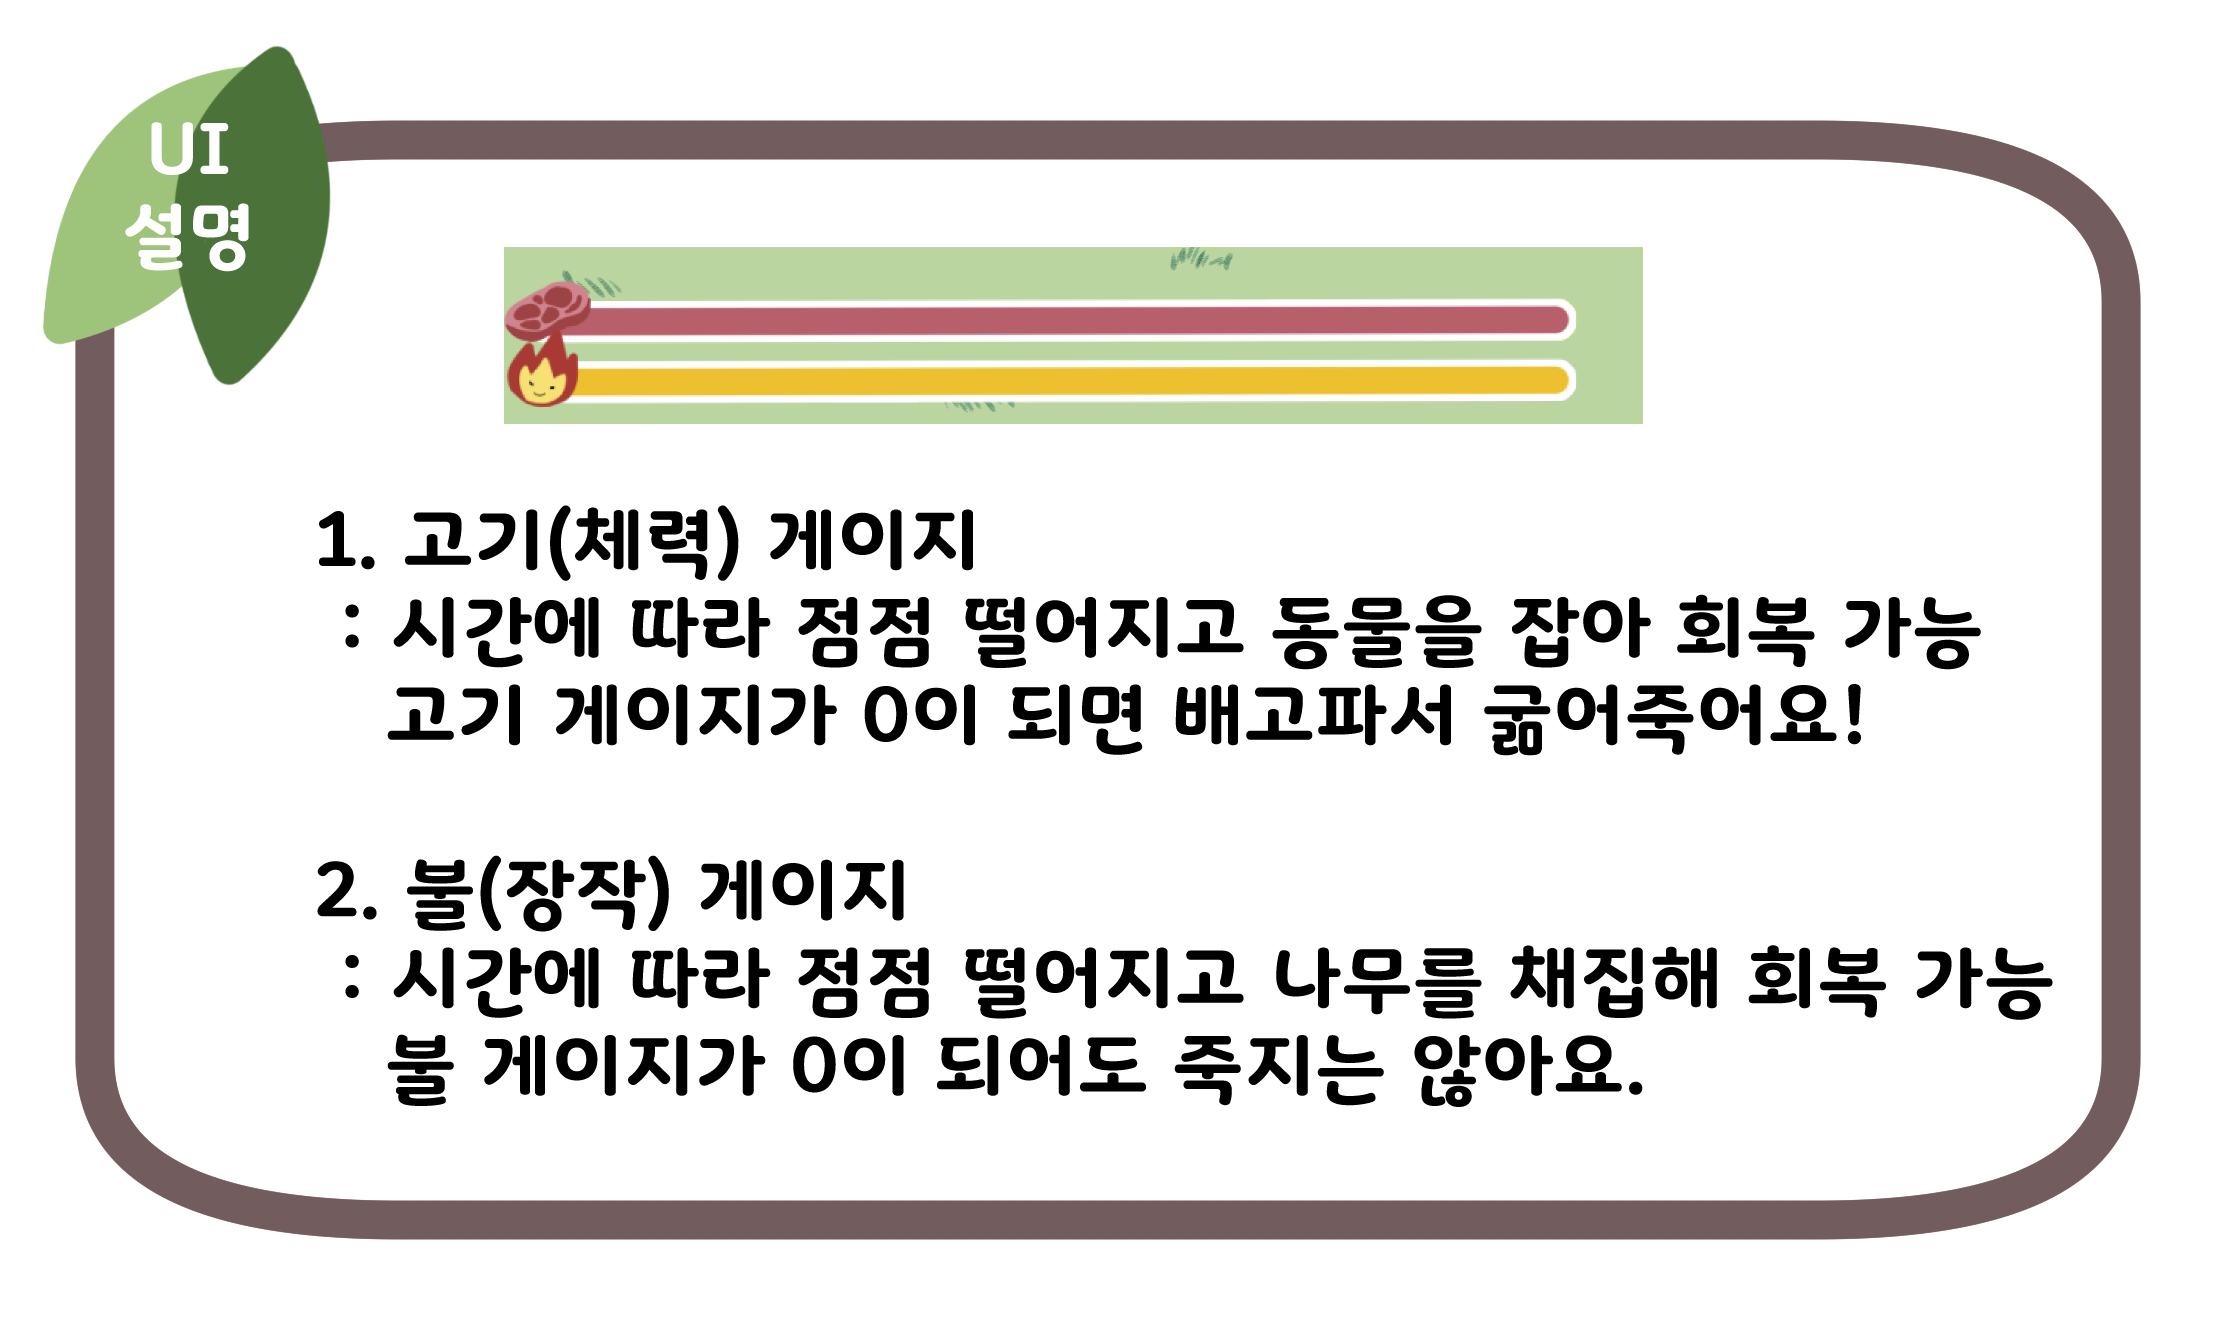 UI
설명
1. 고기(체력) 게이지
: 시간에 따라 점점 떨어지고 동물을 잡아 회복 가능
고기 게이지가 0이 되면 배고파서 굶어죽어요!
2. 불(장작) 게이지
: 시간에 따라 점점 떨어지고 나무를 채집해 회복 가능
불 게이지가 0이 되어도 죽지는 않아요.